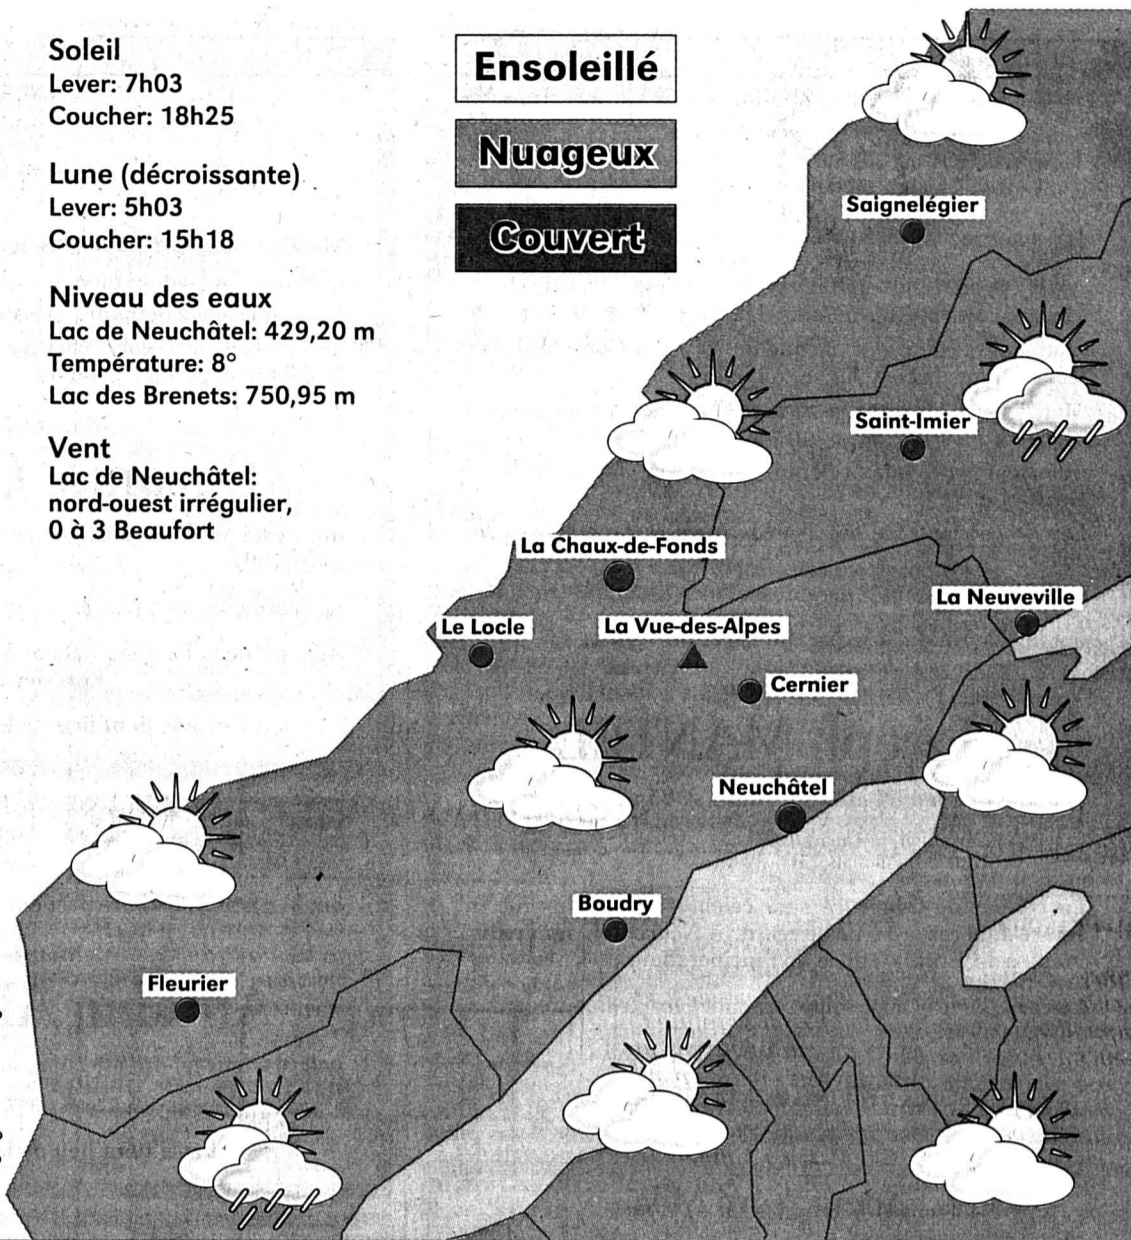 Soleil
Lever: 7h03
Coucher: 18h25
Lune (décroissante)
Lever: 5h03
Coucher: 15h18
Niveau des eaux
Lac de Neuchâtel: 429,20 m
Température: 8°
Lac des Brenets: 750,95 m
Vent
Lac de Neuchâtel:
nord-ouest irrégulier,
0 à 3 Beaufort
Ensoleillé
Nuageux
Couvert
Saignelégier
Saint-Imier
La Chaux-de-Fonds
La Neuveville
Le Locle
La Vue-des-Alpes
Cernier
Neuchâtel
Boudry
Fleurier